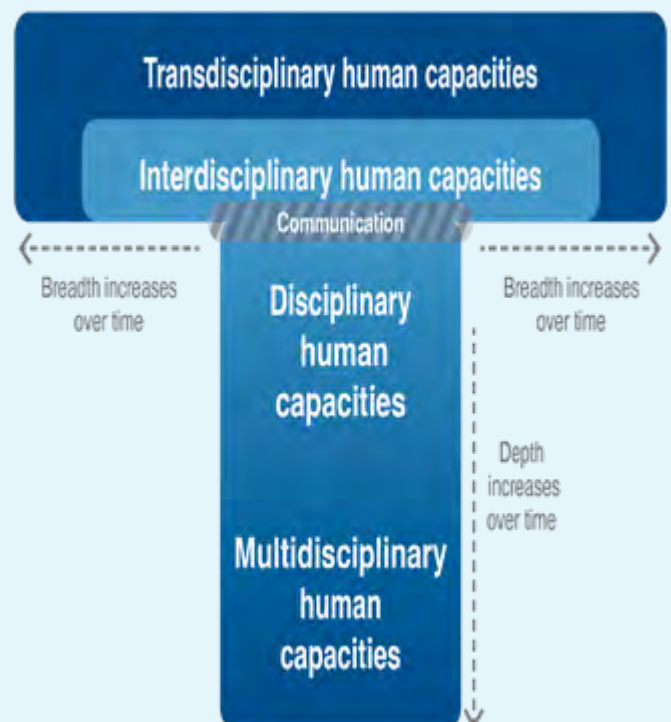 Transdisciplinary human capacities
Interdisciplinary human capacities
Communication
Breadth increases
over time
Breadth increases
over time
Disciplinary
human
capacities
Depth
increases
over time
Multidisciplinary
human
capacities